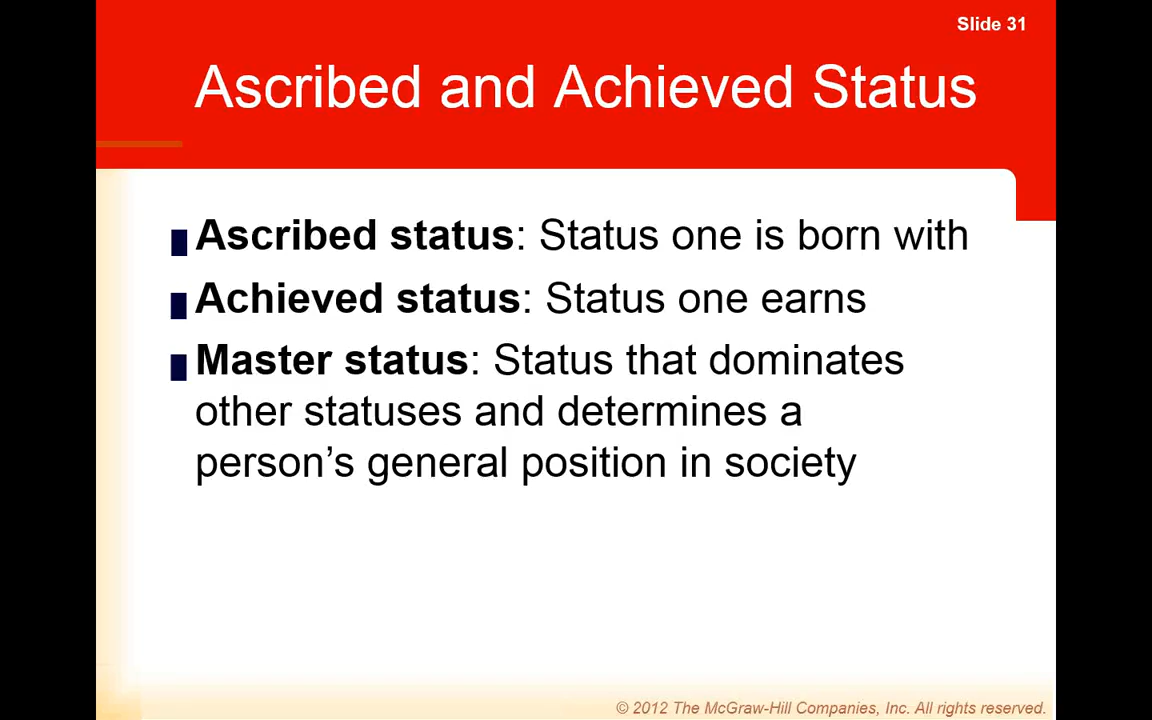 Slide 31
Ascribed and Achieved Status
Ascribed status: Status one is born with
Achieved status: Status one earns
Master status: Status that dominates
other statuses and determines a
person’s general position in society
© 2012 The McGraw-Hill Companies, Inc. All rights reserved.